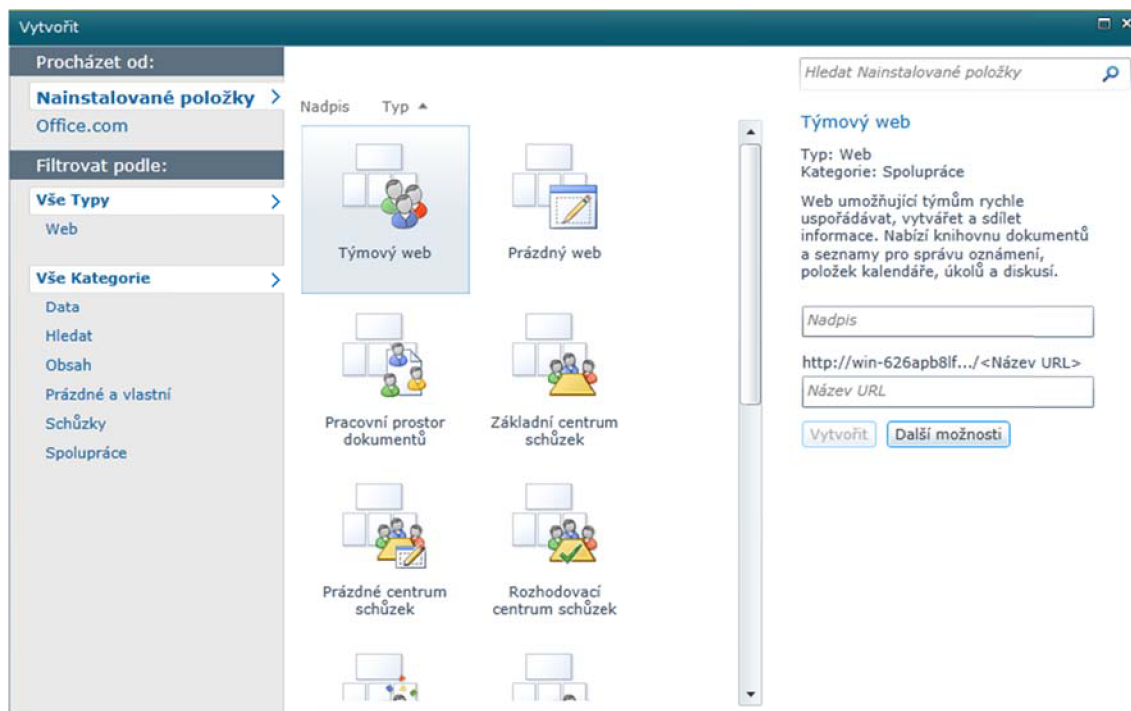 Vytvořit
Procházet od:
Nainstalované položky
Office.com
Filtrovat podle:
Vše Typy
Web
Vše Kategorie
Data
Hledat
Obsah
Prázdné a vlastní
Schůzky
Spolupráce
Nadpis Typ
Týmový web
Prázdný web
Pracovní prostor
dokumentů
Základní centrum
schůzek
Prázdné centrum
schůzek
Rozhodovací
centrum schůzek
Hledat Nainstalované položky
Týmový web
Typ: Web
Kategorie: Spolupráce
Web umožňující týmům rychle
uspořádávat, vytvářet a sdílet
informace. Nabízí knihovnu dokumentů
a seznamy pro správu oznámení,
položek kalendáře, úkolů a diskusí.
Nadpis
http://win-626apb8lf.../<Název URL>
Název URL
Vytvořit Další možnosti